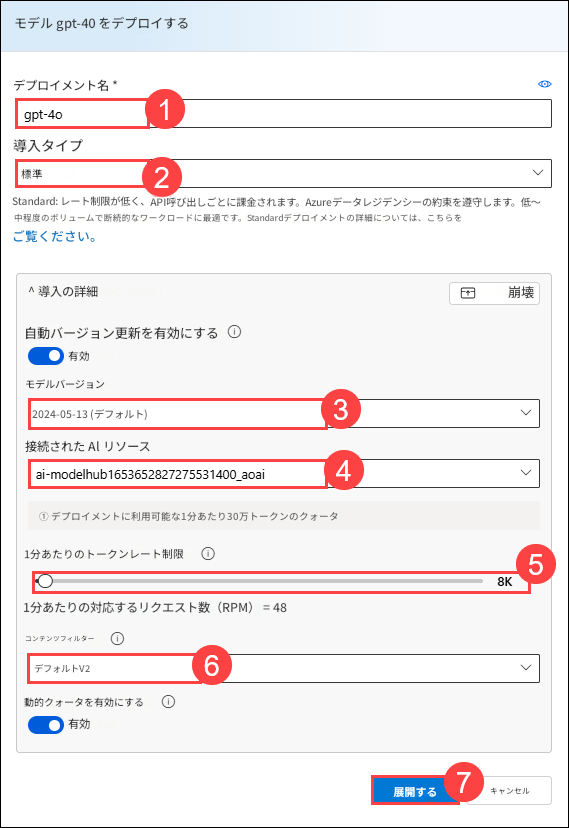 モデル gpt-40 をデプロイする
デプロイメント名 *
gpt-4o
1
導入タイプ
標準
2
Standard: レート制限が低く、API呼び出しごとに課金されます。Azureデータレジデンシーの約束を遵守します。低～
中程度のボリュームで断続的なワークロードに最適です。Standardデプロイメントの詳細については、こちらを
ご覧ください。
^ 導入の詳細
崩壊
自動バージョン更新を有効にする
有効
モデルバージョン
2024-05-13 (デフォルト)
3
接続された Al リソース
ai-modelhub1653652827275531400_aoai
4
① デプロイメントに利用可能な1分あたり30万トークンのクォータ
1分あたりのトークンレート制限
5
8K
1分あたりの対応するリクエスト数（RPM） = 48
コンテンツフィルター
デフォルトV2
6
動的クォータを有効にする
有効
展開する
7
キャンセル